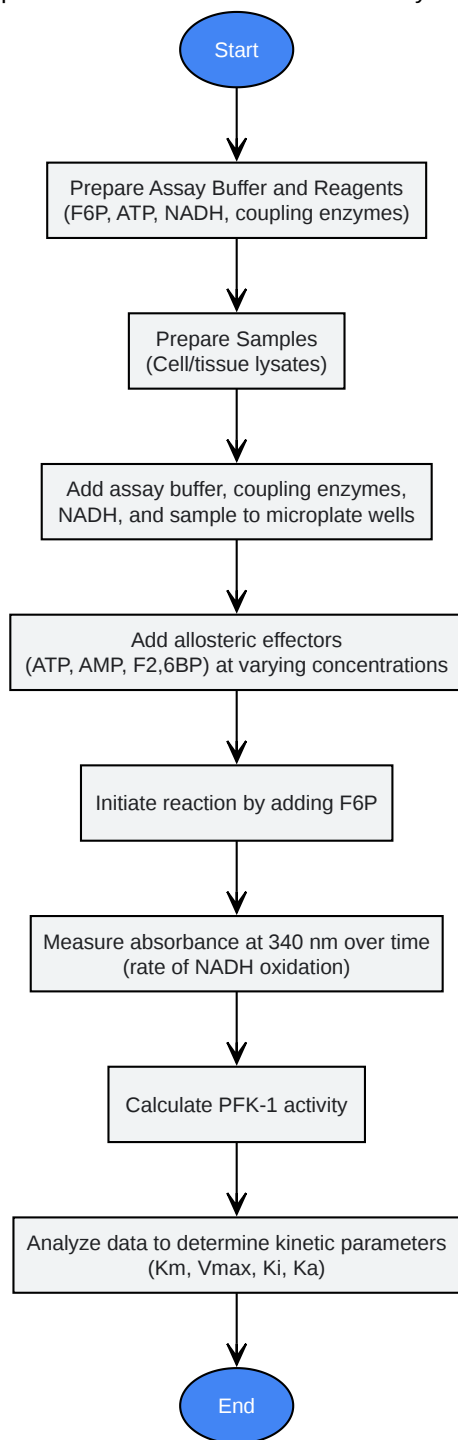 Start
Prepare Assay Buffer and Reagents
(F6P, ATP, NADH, coupling enzymes)
Prepare Samples
(Cell/tissue lysates)
Add assay buffer, coupling enzymes,
NADH, and sample to microplate wells
Add allosteric effectors
(ATP, AMP, F2,6BP) at varying concentrations
Initiate reaction by adding F6P
Measure absorbance at 340 nm over time
(rate of NADH oxidation)
Calculate PFK-1 activity
Analyze data to determine kinetic parameters
(Km, Vmax, Ki, Ka)
End